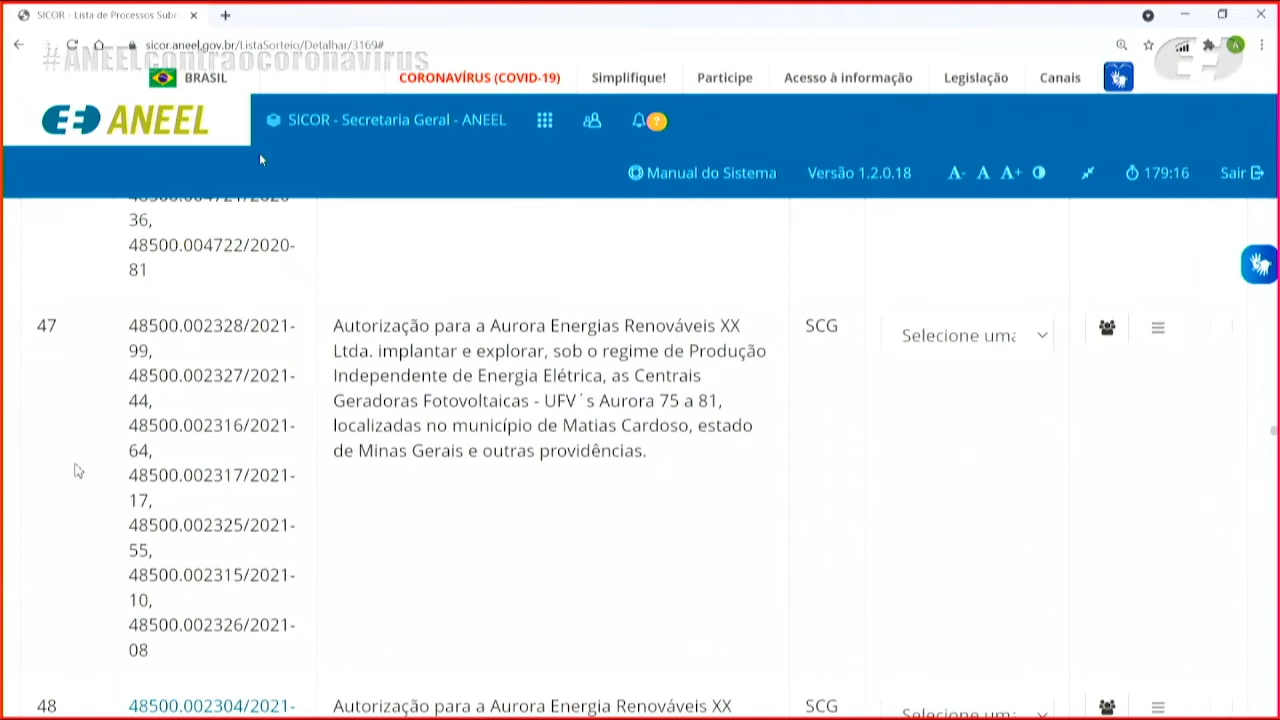 SICOR - Lista de Processos Sub
sicor.aneel.gov.br/ListaSorteio/Detalhar/3169#
A
#ANEELcontraocoronavírus
BRASIL
CORONAVÍRUS (COVID-19)
Simplifique!
Participe
Acesso à informação
Legislação
Canais
ANEEL
SICOR - Secretaria Geral - ANEEL
?
Manual do Sistema
Versão 1.2.0.18
A- A A+
179:16
Sair
48500.004721/2020-
36,
48500.004722/2020-
81
47
48500.002328/2021-
99,
48500.002327/2021-
44,
48500.002316/2021-
64,
48500.002317/2021-
17,
48500.002325/2021-
55,
48500.002315/2021-
10,
48500.002326/2021-
08
Autorização para a Aurora Energias Renováveis XX
Ltda. implantar e explorar, sob o regime de Produção
Independente de Energia Elétrica, as Centrais
Geradoras Fotovoltaicas - UFV´s Aurora 75 a 81,
localizadas no município de Matias Cardoso, estado
de Minas Gerais e outras providências.
SCG
Selecione uma
48
48500.002304/2021-
Autorização para a Aurora Energia Renováveis XX
SCG
Selecione uma